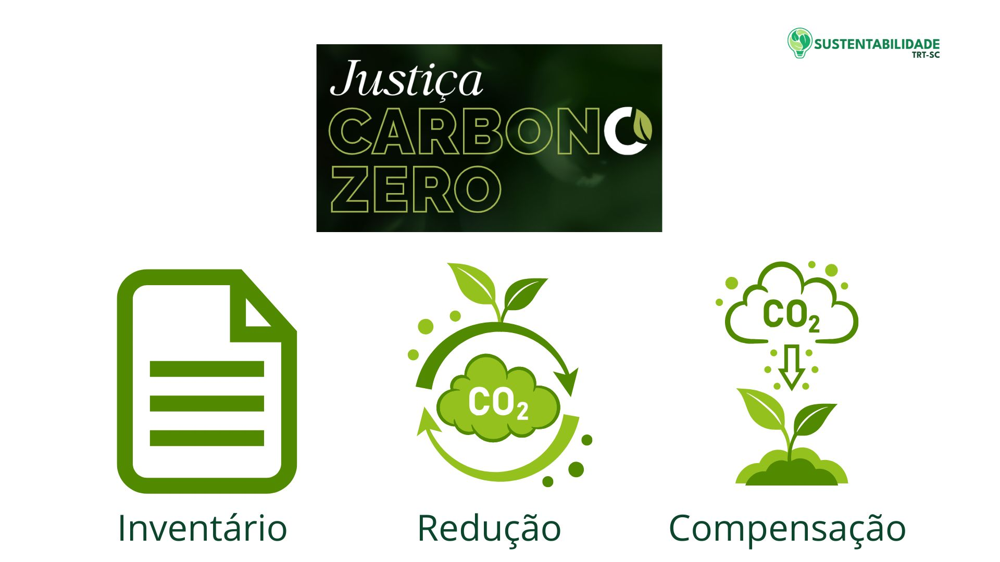 SUSTENTABILIDADE
TRT-SC
Justiça
CARBONO
ZERO
CO₂
CO₂
Inventário
Redução
Compensação